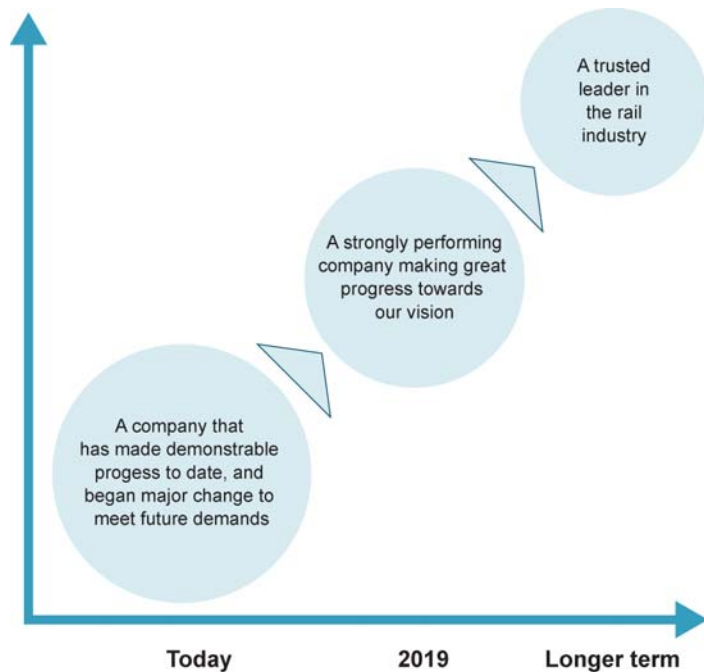 A trusted
leader in
the rail
industry
A strongly performing
company making great
progress towards
our vision
A company that
has made demonstrable
progess to date, and
began major change to
meet future demands
Today
2019
Longer term